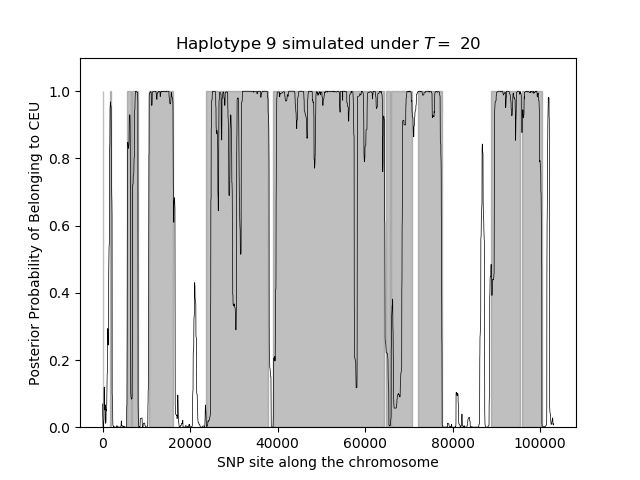 Haplotype 9 simulated under T = 20
Posterior Probability of Belonging to CEU
1.0
0.8
0.6
0.4
0.2
0.0
0 20000 40000 60000 80000 100000
SNP site along the chromosome